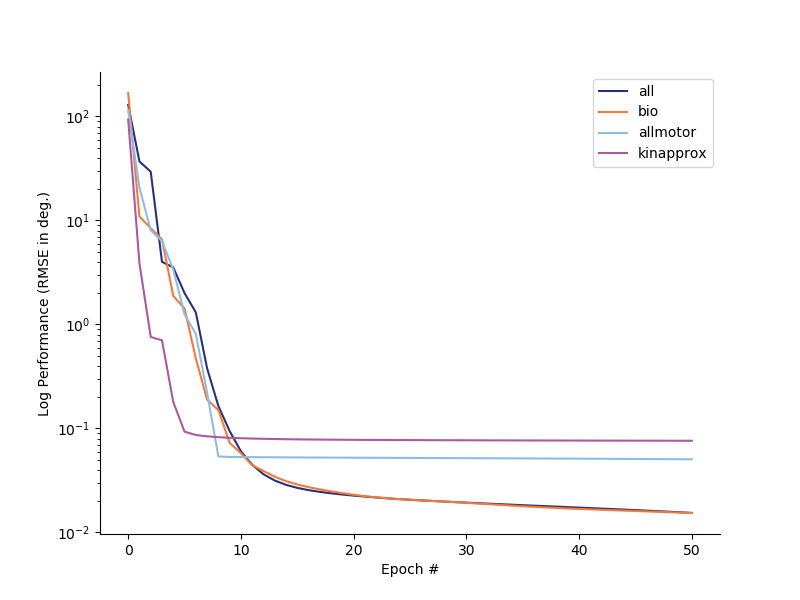 10²
10¹
10⁰
10⁻¹
10⁻²
Log Performance (RMSE in deg.)
all
bio
allmotor
kinapprox
0 10 20 30 40 50
Epoch #